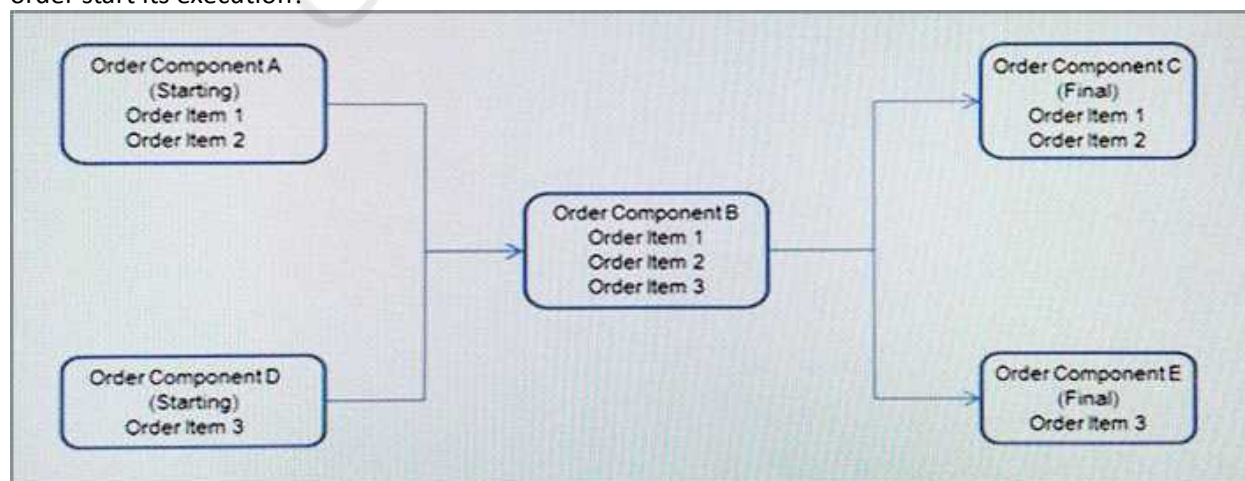 order start its execution?
Order Component A
(Starting)
Order Item 1
Order Item 2
Order Component D
(Starting)
Order Item 3
Order Component B
Order Item 1
Order Item 2
Order Item 3
Order Component C
(Final)
Order Item 1
Order Item 2
Order Component E
(Final)
Order Item 3